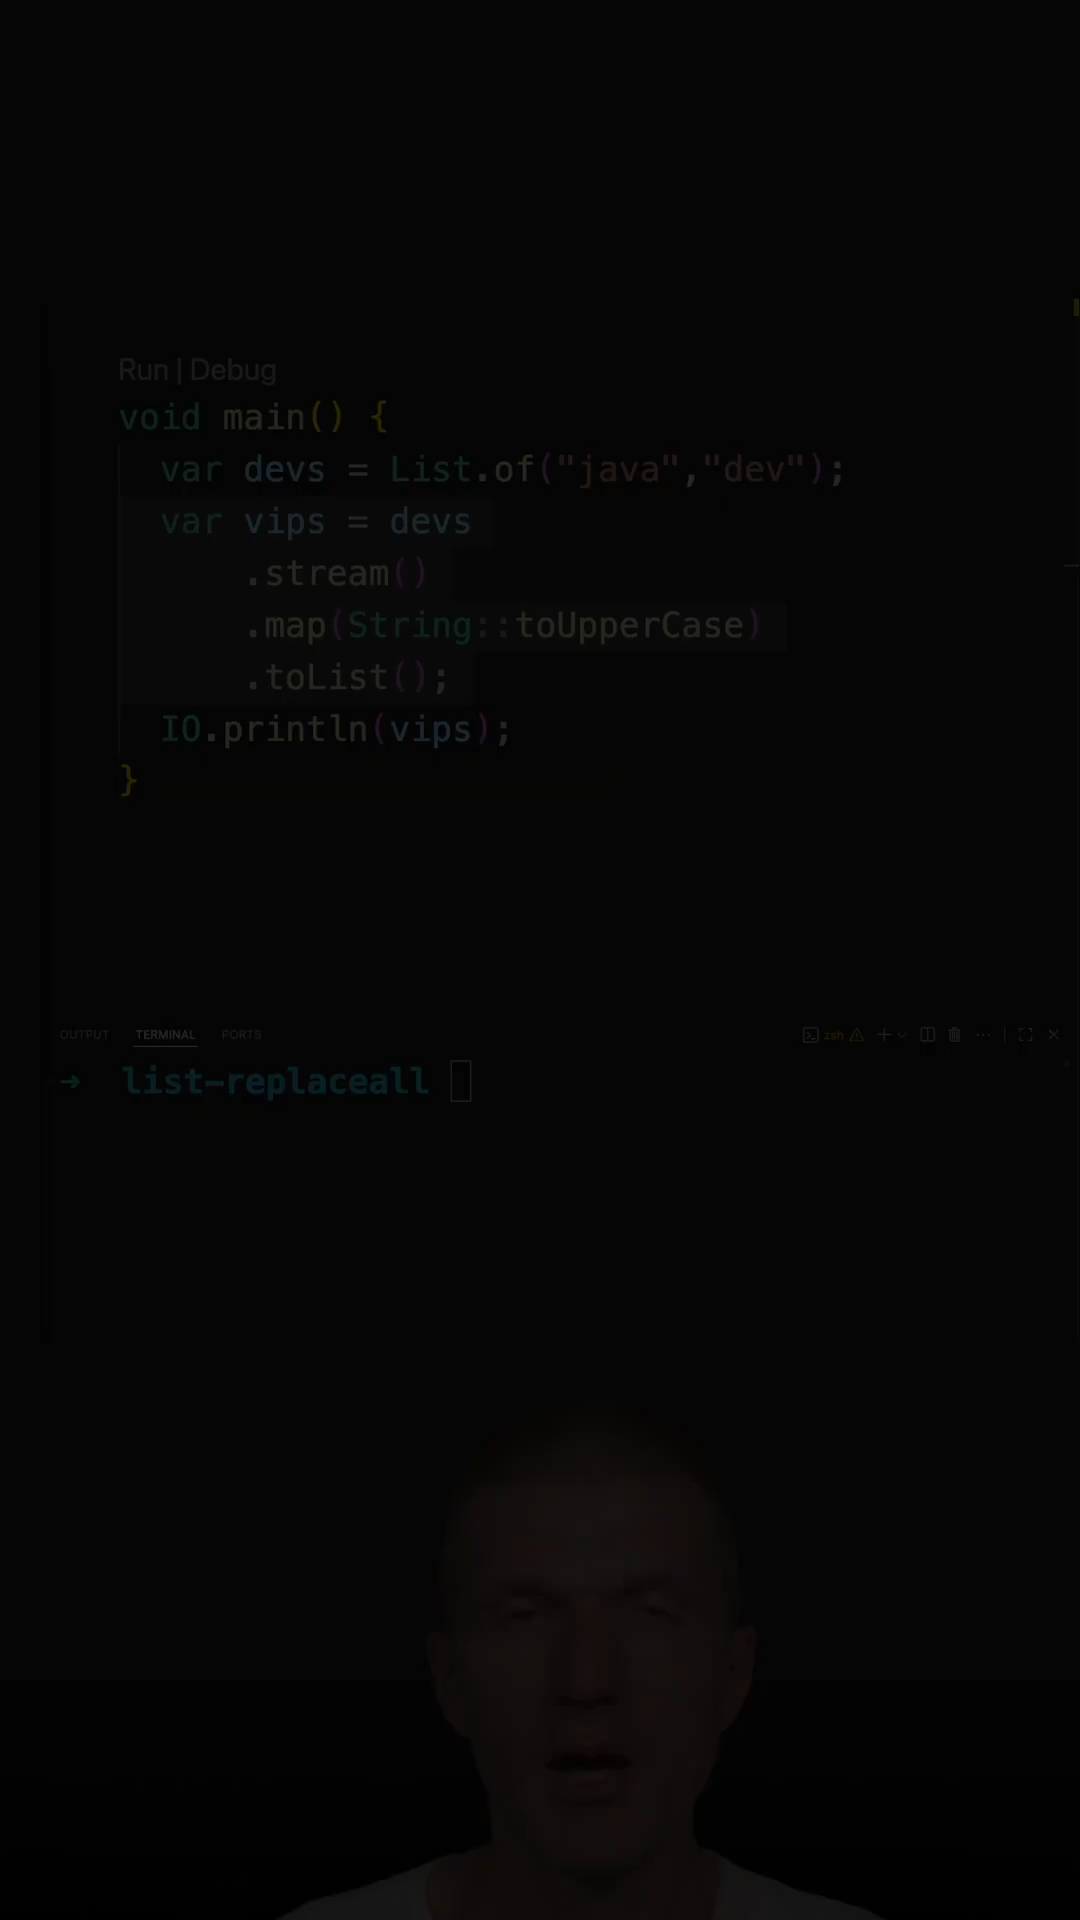 Run | Debug
void main() {
var devs = List.of("java","dev");
var vips = devs
.stream()
.map(String::toUpperCase)
.toList();
IO.println(vips);
}
OUTPUT TERMINAL PORTS zsh
→ list-replaceall